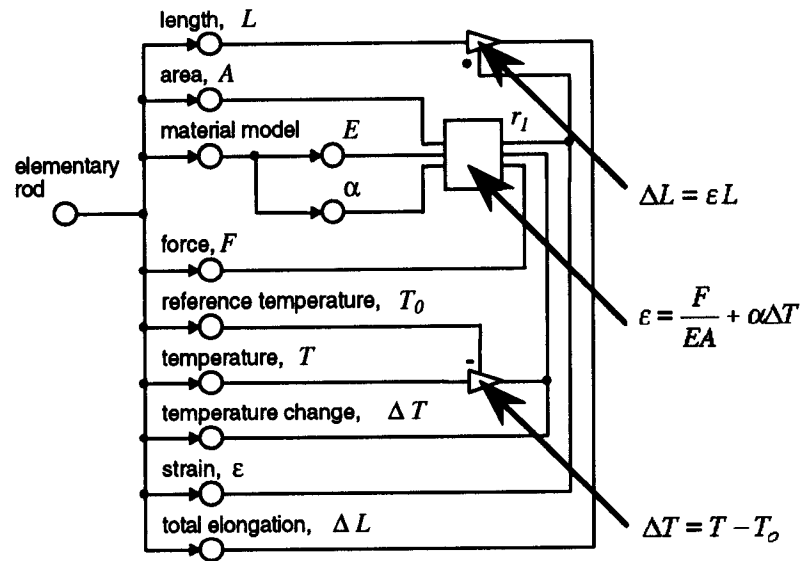 length, L
area, A
material model
E
r1
elementary
rod
α
ΔL = εL
force, F
reference temperature, T0
ε = F/EA + αΔT
temperature, T
-
temperature change, ΔT
strain, ε
ΔT = T − To
total elongation, ΔL